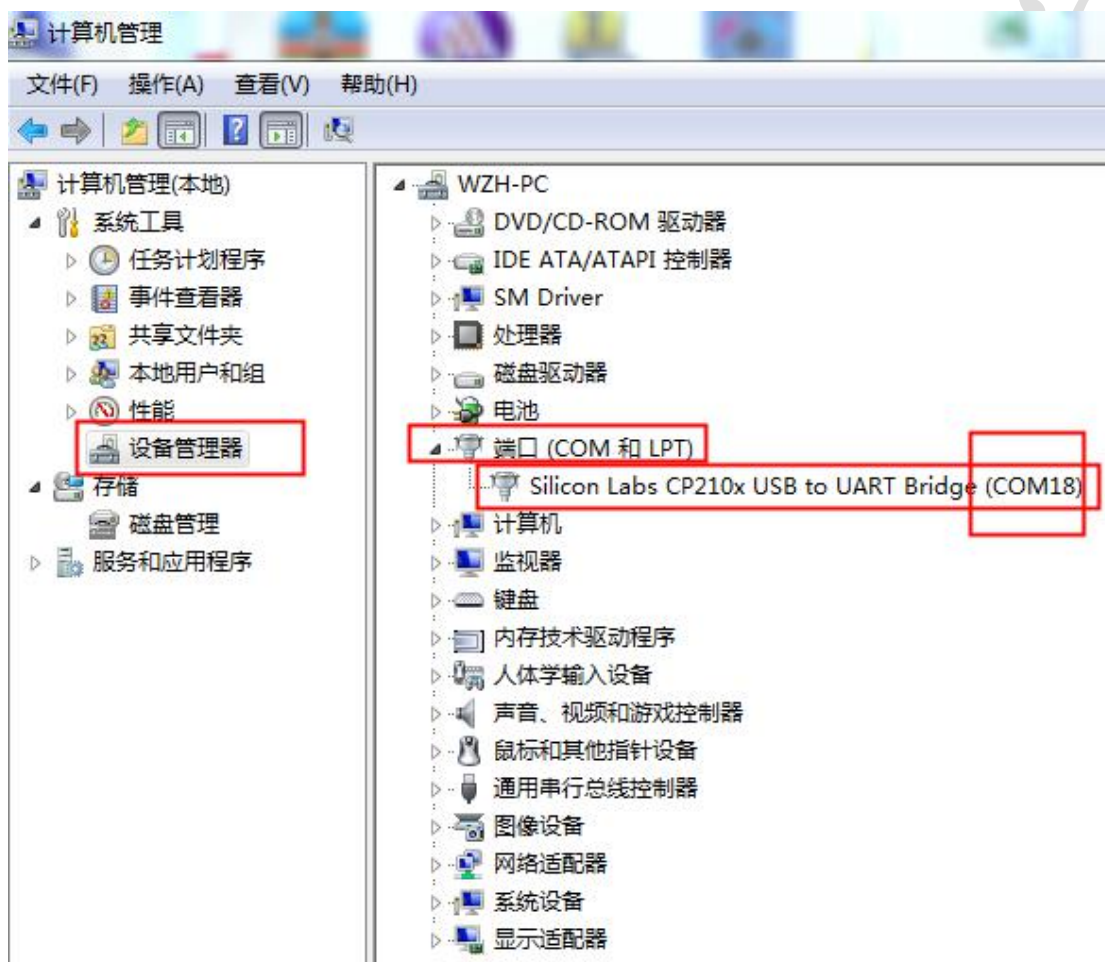 计算机管理
文件(F) 操作(A) 查看(V) 帮助(H)
计算机管理(本地)
系统工具
任务计划程序
事件查看器
共享文件夹
本地用户和组
性能
设备管理器
存储
磁盘管理
服务和应用程序
WZH-PC
DVD/CD-ROM 驱动器
IDE ATA/ATAPI 控制器
SM Driver
处理器
磁盘驱动器
电池
端口 (COM 和 LPT)
Silicon Labs CP210x USB to UART Bridge (COM18)
计算机
监视器
键盘
内存技术驱动程序
人体学输入设备
声音、视频和游戏控制器
鼠标和其他指针设备
通用串行总线控制器
图像设备
网络适配器
系统设备
显示适配器